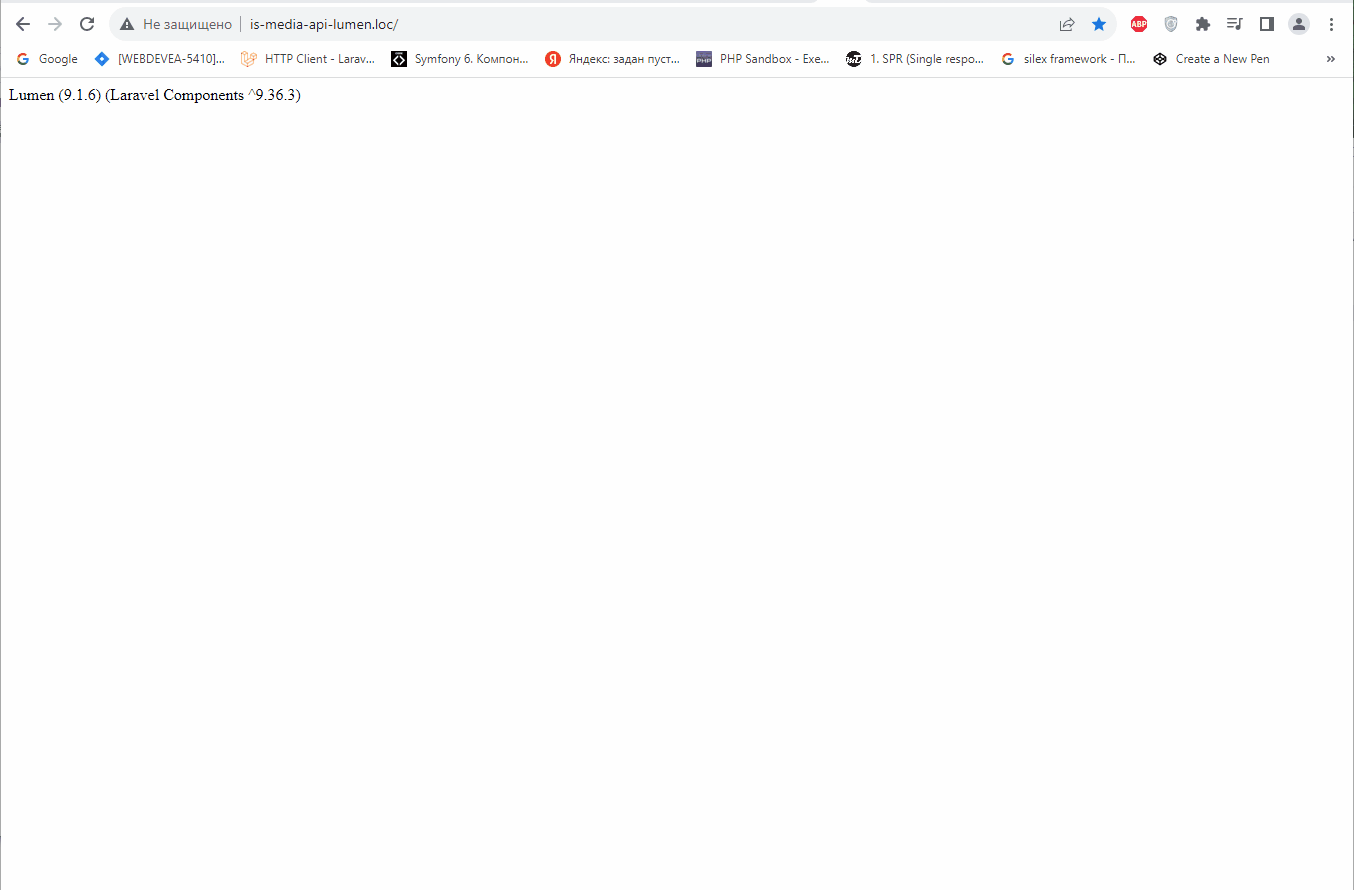 Не защищено is-media-api-lumen.loc/
ABP
Google [WEBDEVEA-5410]... HTTP Client - Larav... Symfony 6. Компон... Я Яндекс: задан пуст... PHP PHP Sandbox - Exe... 1. SPR (Single respo... silex framework - П... Create a New Pen »
Lumen (9.1.6) (Laravel Components ^9.36.3)